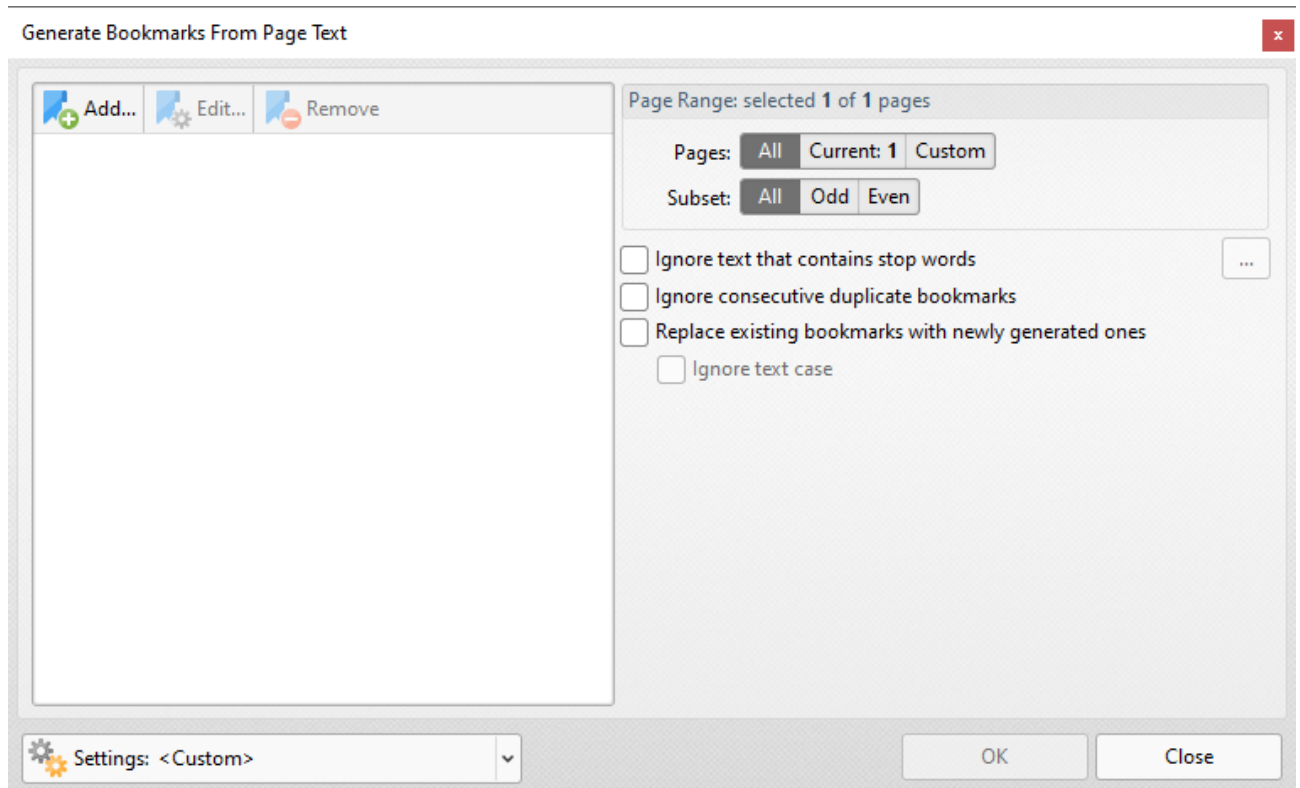 Generate Bookmarks From Page Text
x
Add... Edit... Remove
Page Range: selected 1 of 1 pages
Pages: All Current: 1 Custom
Subset: All Odd Even
Ignore text that contains stop words ...
Ignore consecutive duplicate bookmarks
Replace existing bookmarks with newly generated ones
Ignore text case
Settings: <Custom>
OK Close